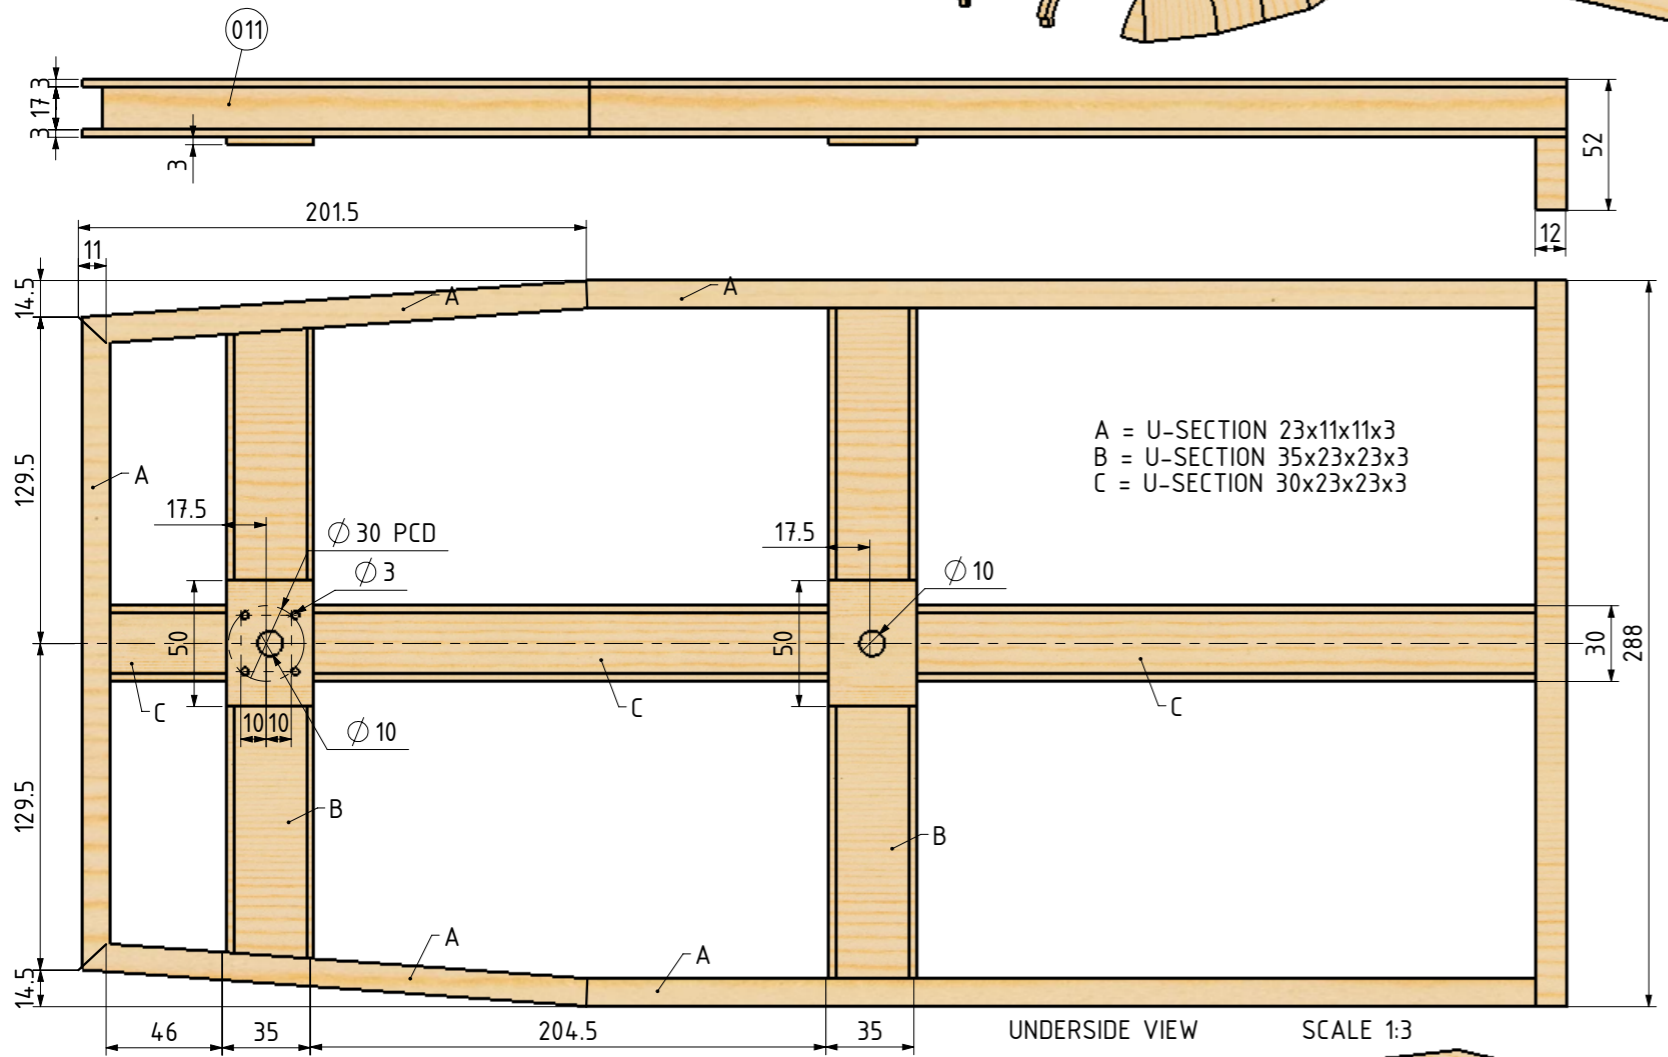 011
3
17
3
3
52
12
201.5
11
14.5
A
A
129.5
A
A = U-SECTION 23x11x11x3
B = U-SECTION 35x23x23x3
C = U-SECTION 30x23x23x3
17.5
∅ 30 PCD
17.5
∅ 3
∅ 10
50
50
30
288
C
C
C
10
10
∅ 10
129.5
B
B
A
A
14.5
46
35
204.5
35
UNDERSIDE VIEW
SCALE 1:3